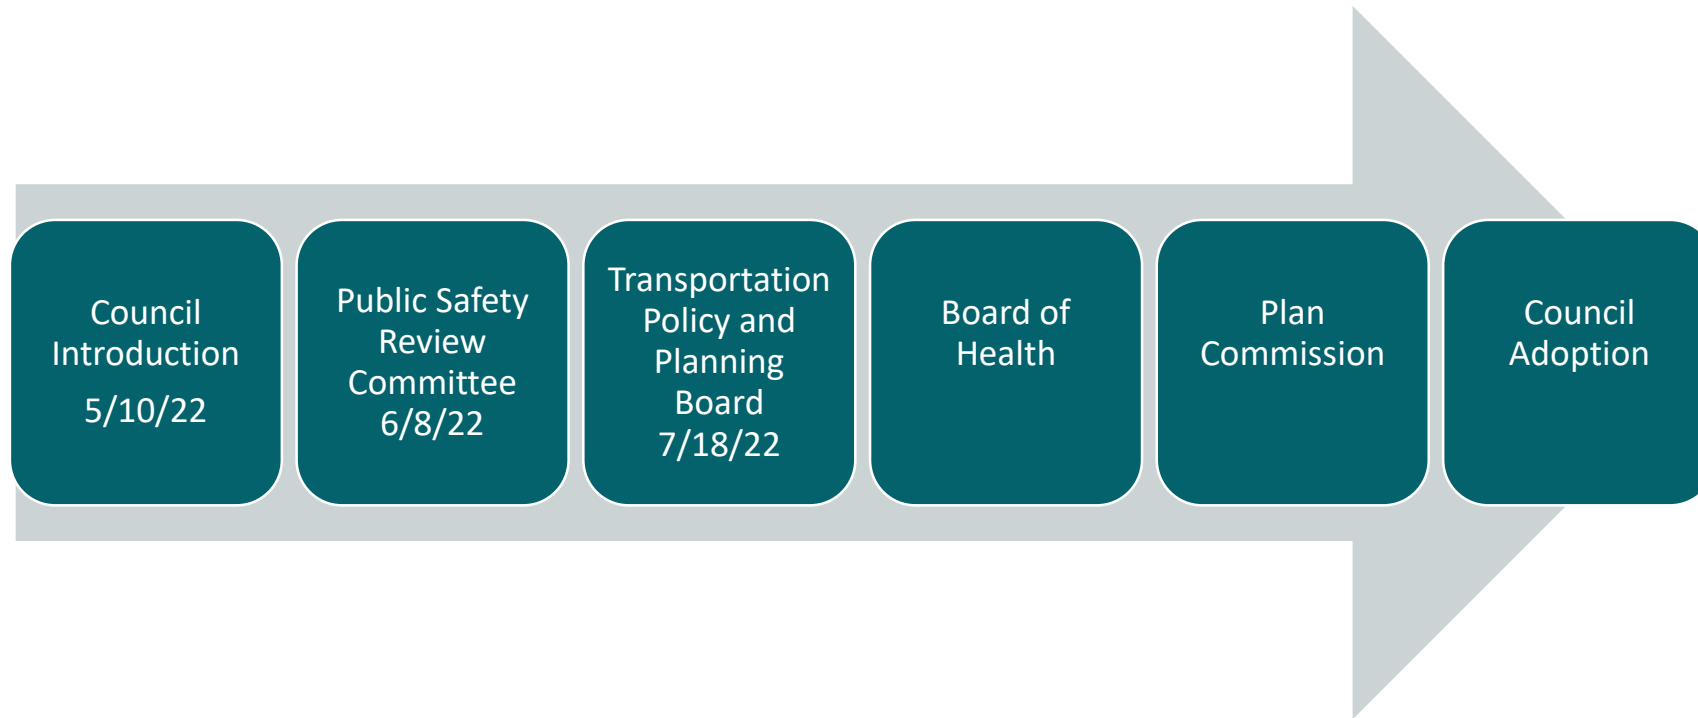 Council
Introduction
5/10/22
Public Safety
Review
Committee
6/8/22
Transportation
Policy and
Planning
Board
7/18/22
Board of
Health
Plan
Commission
Council
Adoption